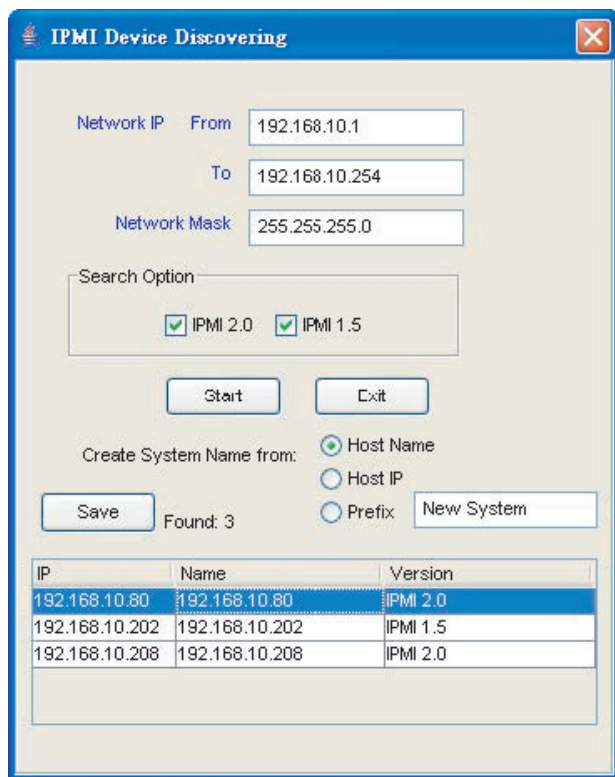 IPMI Device Discovering
Network IP From 192.168.10.1
To 192.168.10.254
Network Mask 255.255.255.0
Search Option
IPMI 2.0 IPMI 1.5
Start Exit
Create System Name from:
Host Name
Host IP
Prefix New System
Save Found: 3
IP Name Version
192.168.10.80 192.168.10.80 IPMI 2.0
192.168.10.202 192.168.10.202 IPMI 1.5
192.168.10.208 192.168.10.208 IPMI 2.0